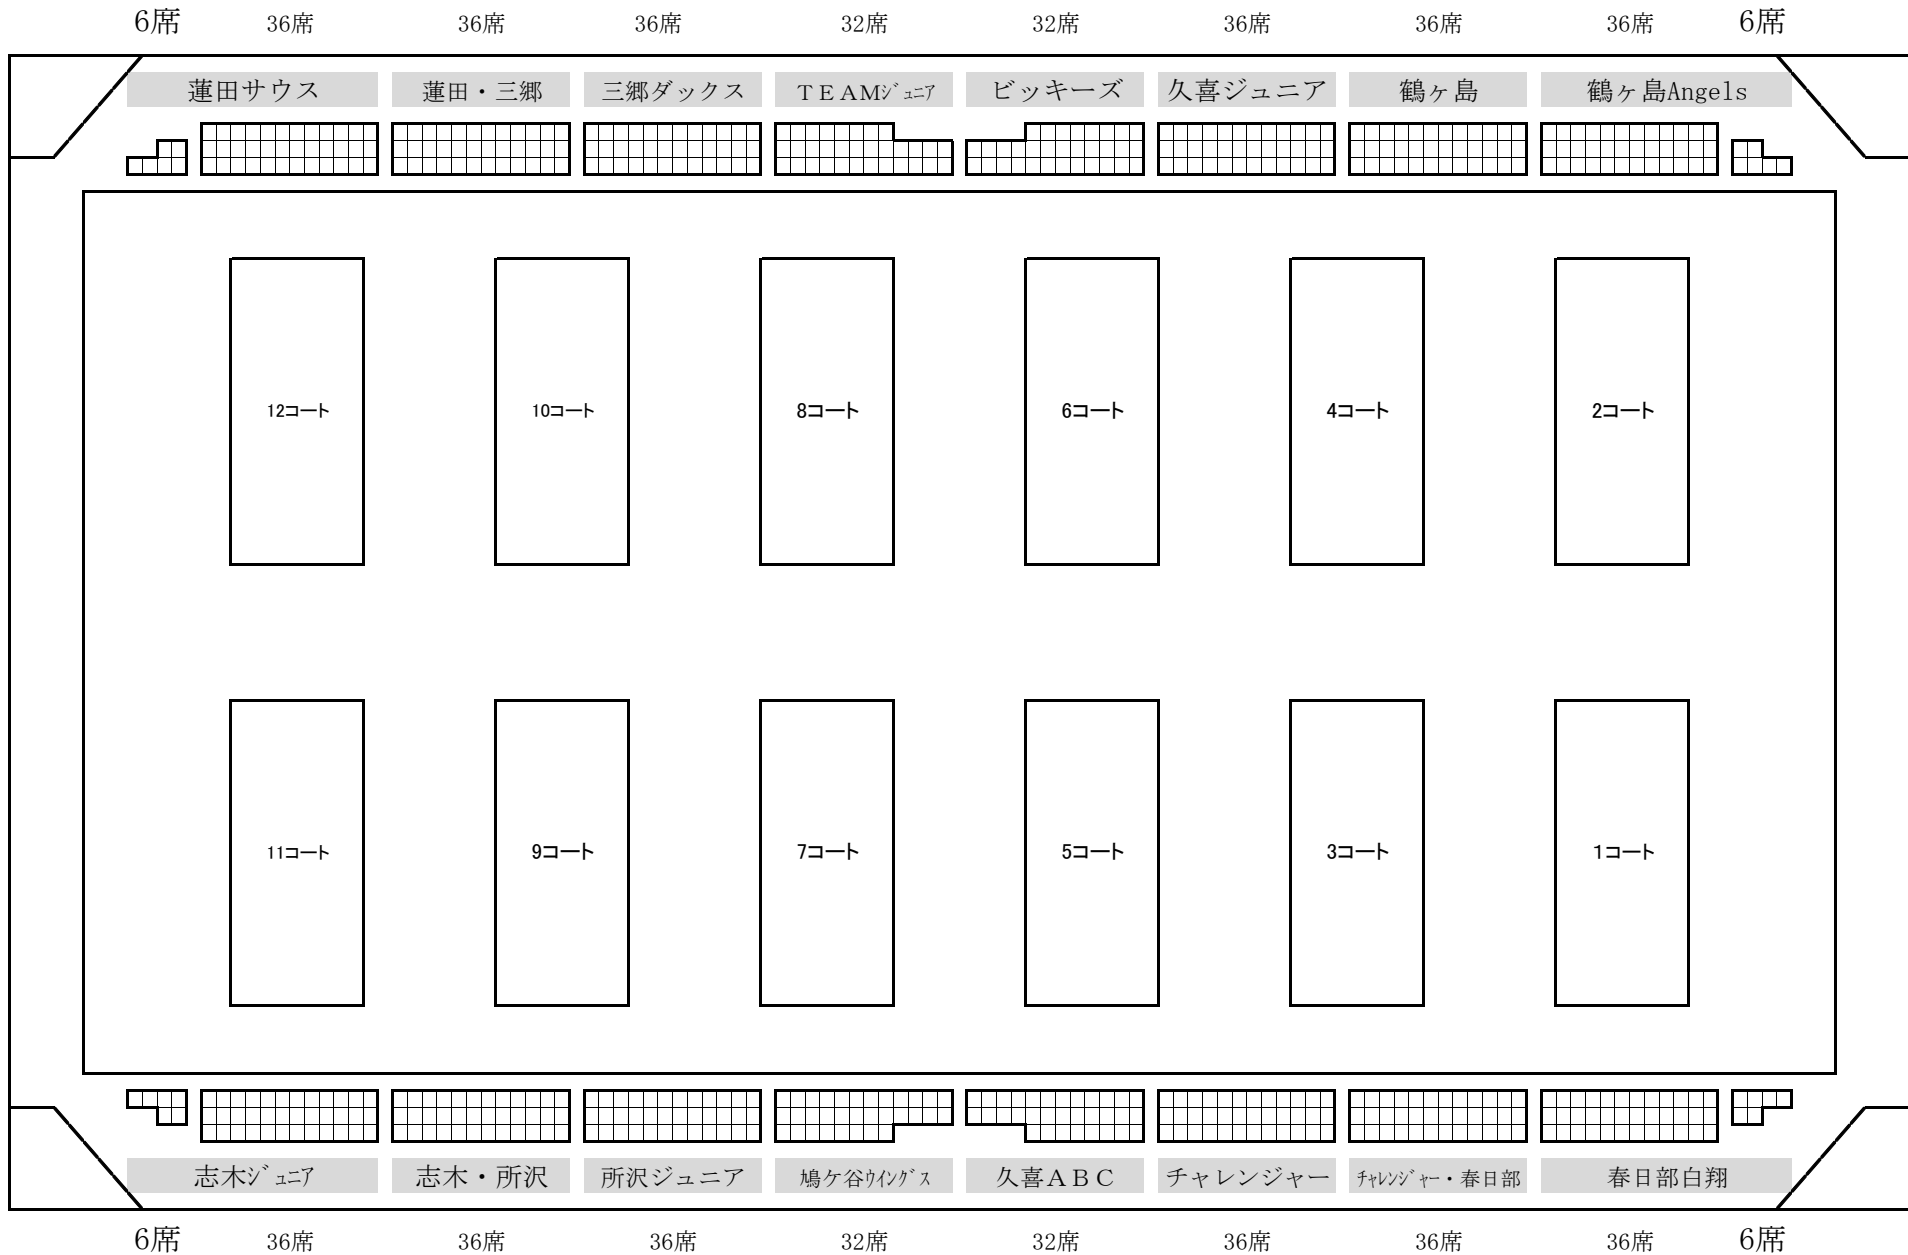 6席 36席 36席 36席 32席 32席 36席 36席 36席 6席
蓮田サウス 蓮田・三郷 三郷ダックス ＴＥＡＭｼﾞｭﾆｱ ビッキーズ 久喜ジュニア 鶴ヶ島 鶴ヶ島Angels
12コート 10コート 8コート 6コート 4コート 2コート
11コート 9コート 7コート 5コート 3コート 1コート
志木ｼﾞｭﾆｱ 志木・所沢 所沢ジュニア 鳩ケ谷ｳｲﾝｸﾞｽ 久喜ＡＢＣ チャレンジャー ﾁｬﾚﾝｼﾞｬｰ・春日部 春日部白翔
6席 36席 36席 36席 32席 32席 36席 36席 36席 6席